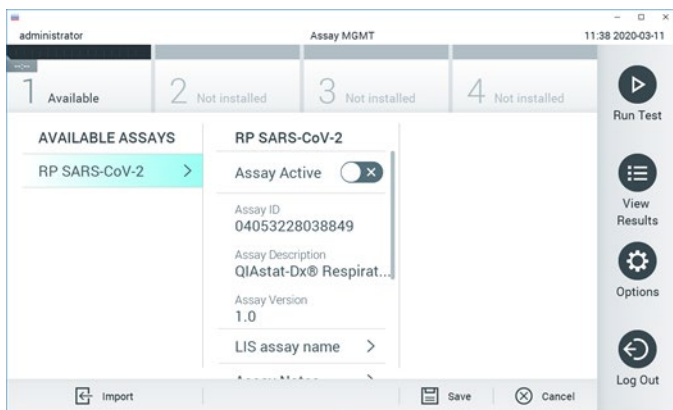 administrator Assay MGMT 11:38 2020-03-11
1 Available 2 Not installed 3 Not installed 4 Not installed
Run Test
AVAILABLE ASSAYS RP SARS-CoV-2
RP SARS-CoV-2 Assay Active
View
Results
Assay ID
04053228038849
Assay Description
QIAstat-Dx® Respirat...
Options
Assay Version
1.0
LIS assay name
Log Out
Import Save Cancel